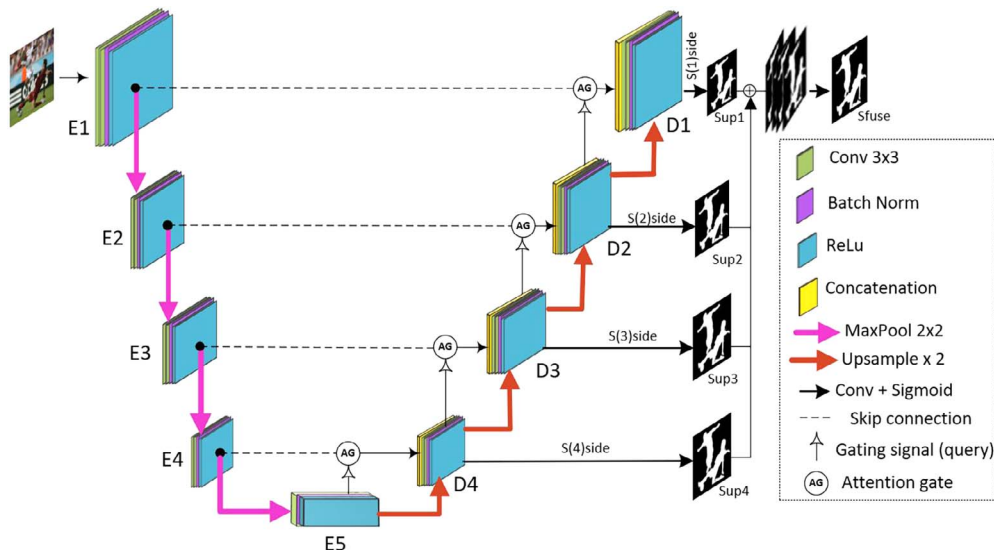 E1
AG
D1
S(1)side
Sup1
Sfuse
E2
AG
D2
S(2)side
Sup2
E3
AG
D3
S(3)side
Sup3
E4
AG
D4
S(4)side
Sup4
E5
Conv 3x3
Batch Norm
ReLu
Concatenation
MaxPool 2x2
Upsample x 2
Conv + Sigmoid
Skip connection
Gating signal (query)
AG Attention gate